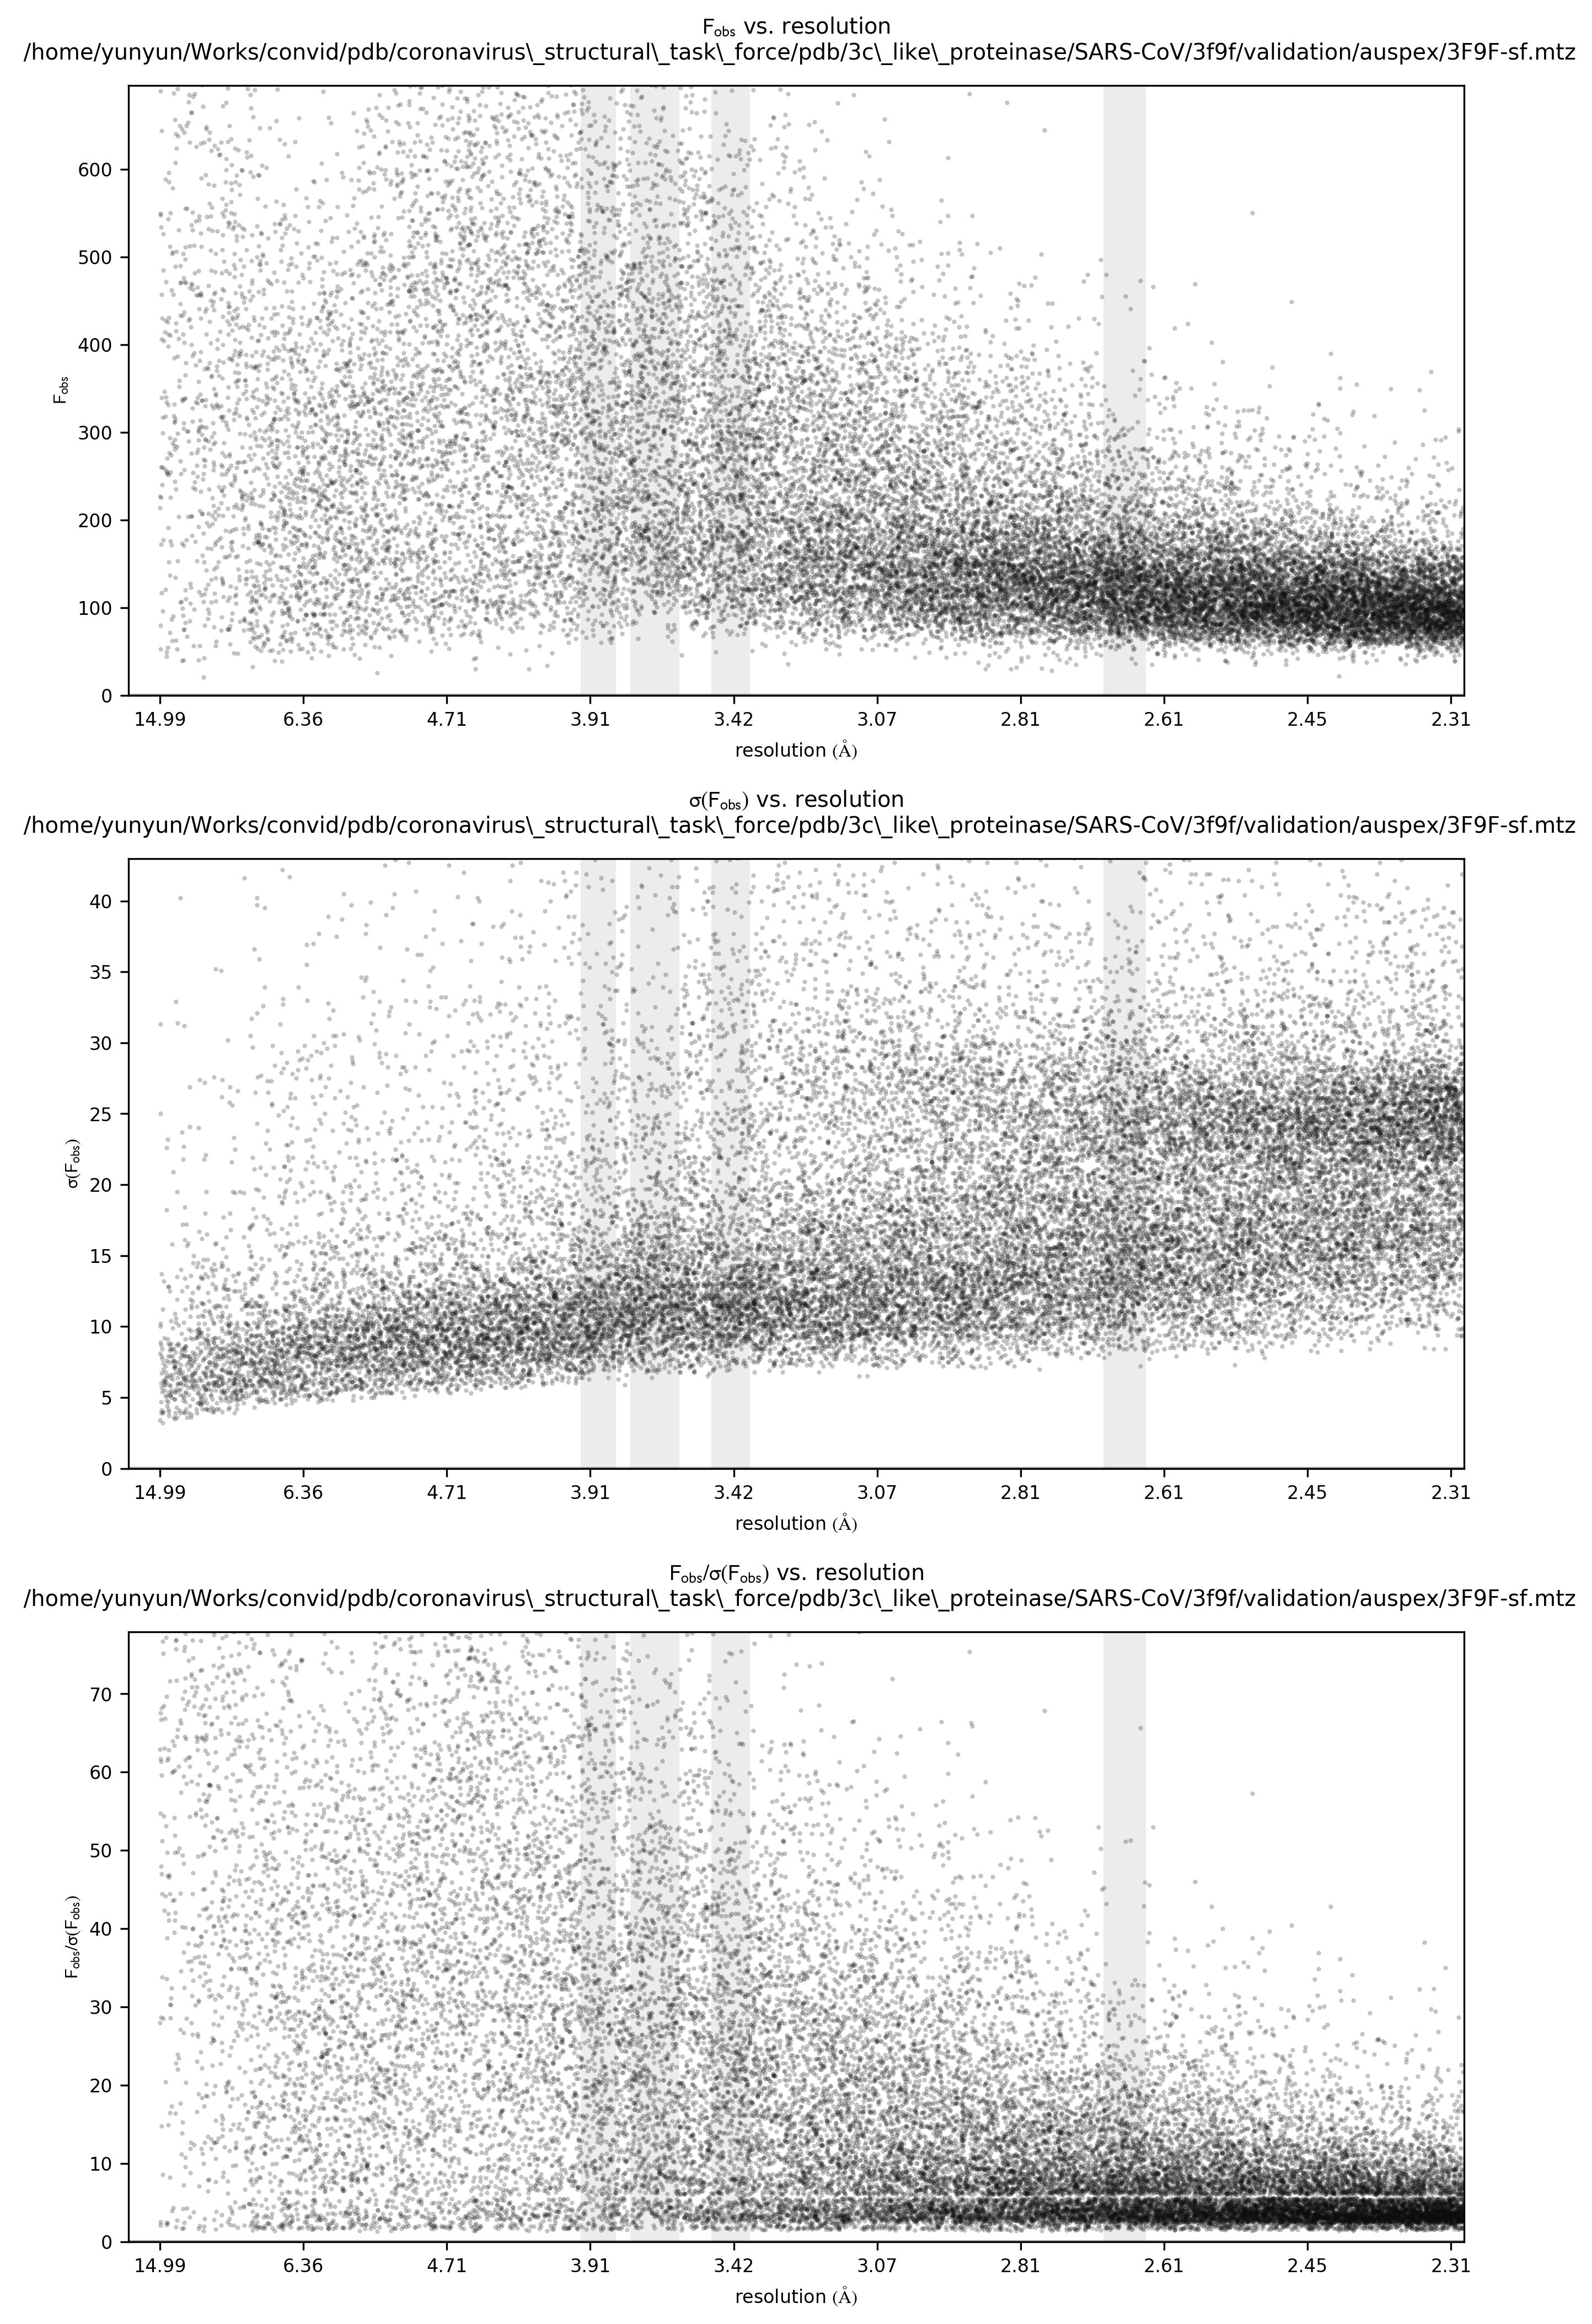 Fobs vs. resolution
/home/yunyun/Works/convid/pdb/coronavirus\_structural\_task\_force/pdb/3c\_like\_proteinase/SARS-CoV/3f9f/validation/auspex/3F9F-sf.mtz
600
500
400
300
200
100
0
Fobs
14.99 6.36 4.71 3.91 3.42 3.07 2.81 2.61 2.45 2.31
resolution (Å)
σ(Fobs) vs. resolution
/home/yunyun/Works/convid/pdb/coronavirus\_structural\_task\_force/pdb/3c\_like\_proteinase/SARS-CoV/3f9f/validation/auspex/3F9F-sf.mtz
40
35
30
25
20
15
10
5
0
σ(Fobs)
14.99 6.36 4.71 3.91 3.42 3.07 2.81 2.61 2.45 2.31
resolution (Å)
Fobs/σ(Fobs) vs. resolution
/home/yunyun/Works/convid/pdb/coronavirus\_structural\_task\_force/pdb/3c\_like\_proteinase/SARS-CoV/3f9f/validation/auspex/3F9F-sf.mtz
70
60
50
40
30
20
10
0
Fobs/σ(Fobs)
14.99 6.36 4.71 3.91 3.42 3.07 2.81 2.61 2.45 2.31
resolution (Å)